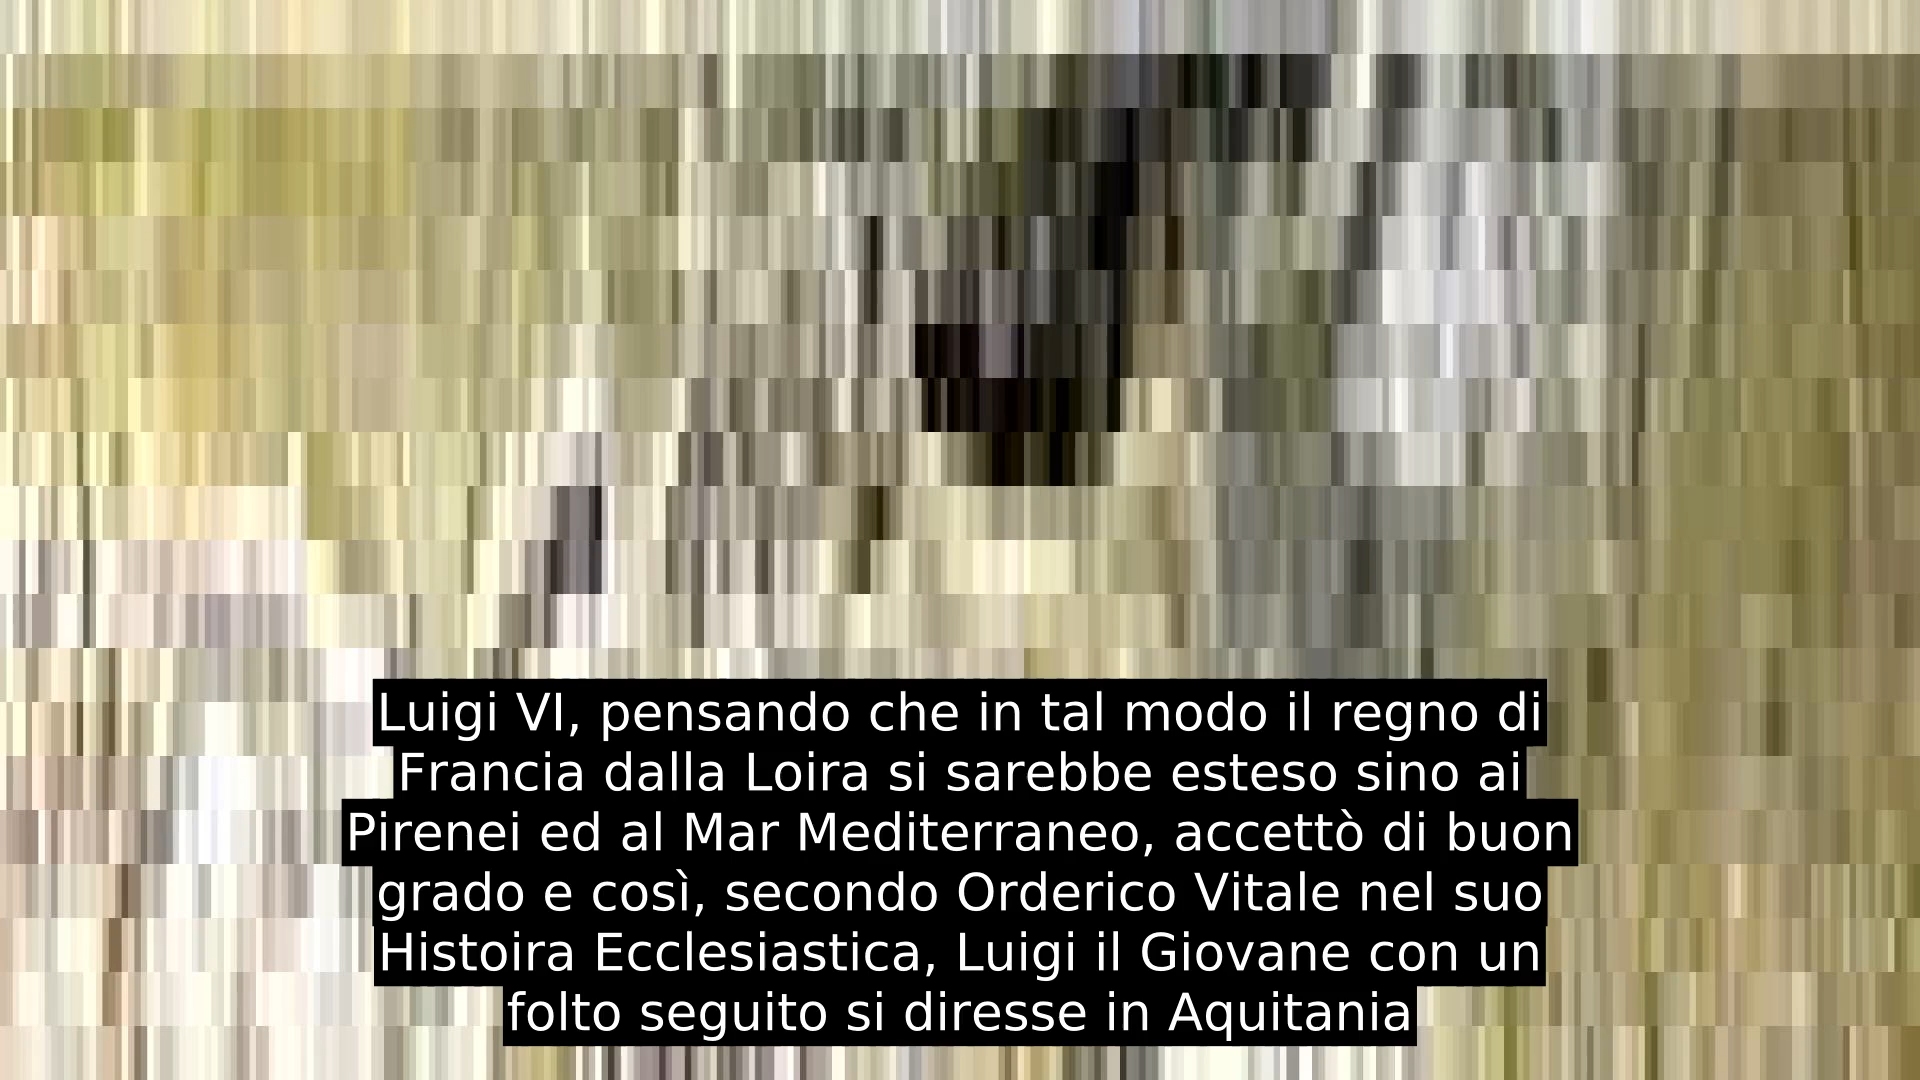 Luigi VI, pensando che in tal modo il regno di
Francia dalla Loira si sarebbe esteso sino ai
Pirenei ed al Mar Mediterraneo, accettò di buon
grado e così, secondo Orderico Vitale nel suo
Histoira Ecclesiastica, Luigi il Giovane con un
folto seguito si diresse in Aquitania